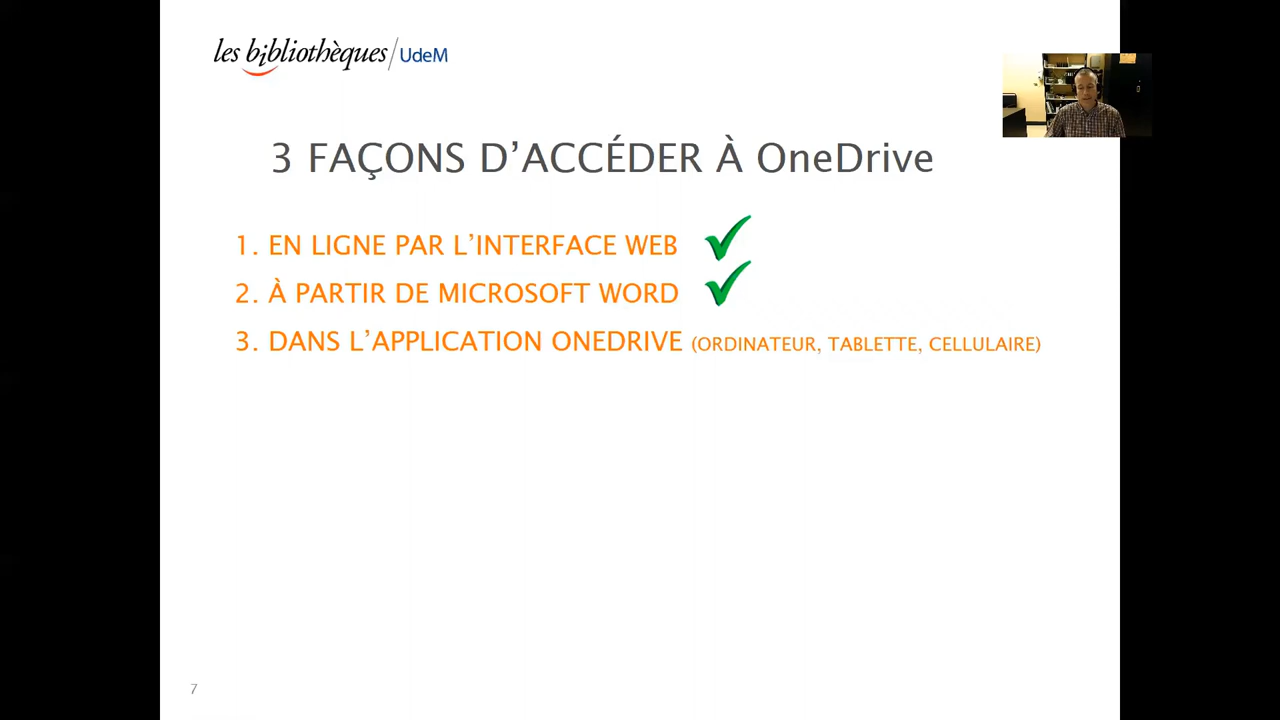 les bibliothèques/UdeM
3 FAÇONS D’ACCÉDER À OneDrive
1. EN LIGNE PAR L’INTERFACE WEB
2. À PARTIR DE MICROSOFT WORD
3. DANS L’APPLICATION ONEDRIVE (ORDINATEUR, TABLETTE, CELLULAIRE)
7